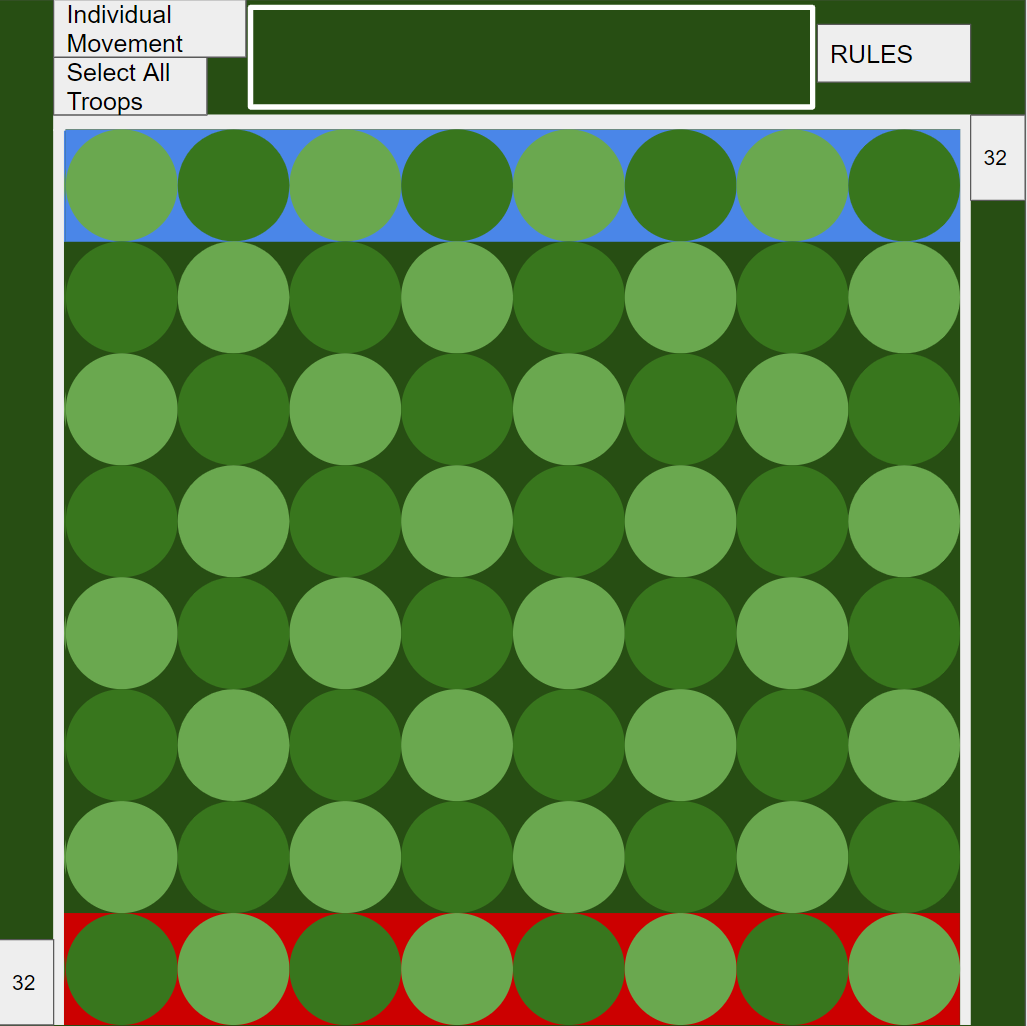 Individual
Movement
Select All
Troops
RULES
32
32